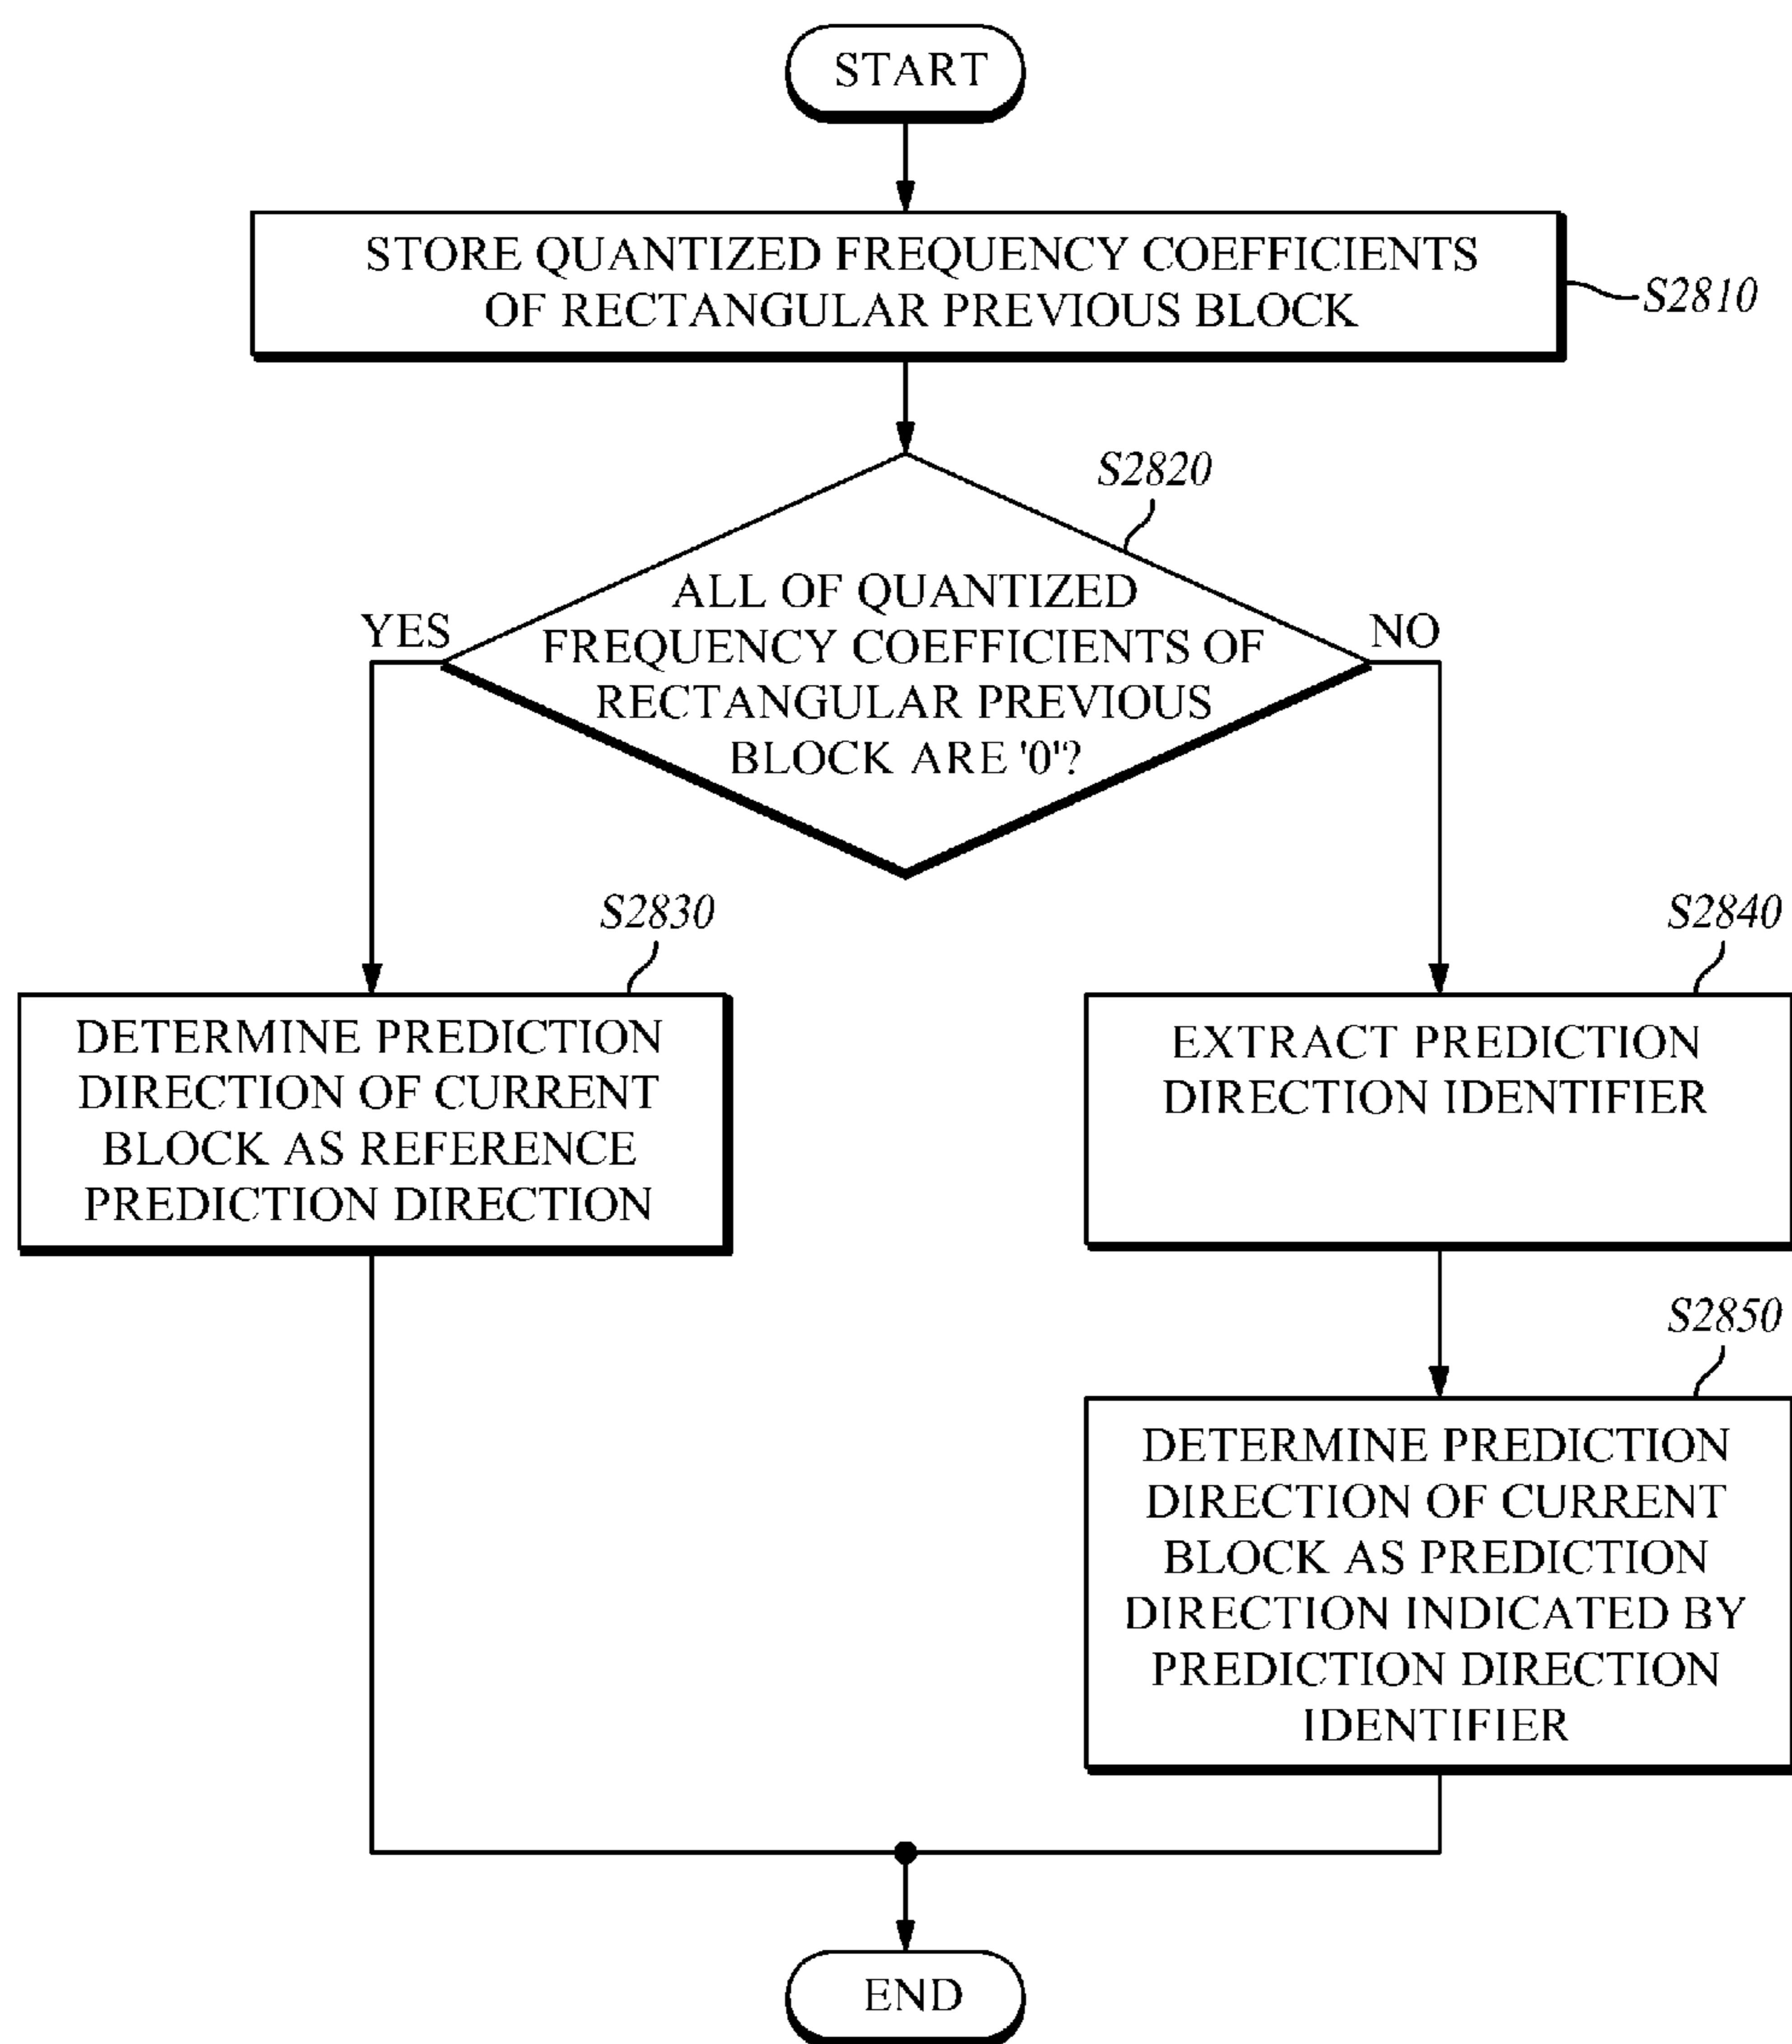 START
STORE QUANTIZED FREQUENCY COEFFICIENTS
OF RECTANGULAR PREVIOUS BLOCK
S2810
S2820
ALL OF QUANTIZED
FREQUENCY COEFFICIENTS OF
RECTANGULAR PREVIOUS
BLOCK ARE '0'?
YES
NO
S2830
DETERMINE PREDICTION
DIRECTION OF CURRENT
BLOCK AS REFERENCE
PREDICTION DIRECTION
S2840
EXTRACT PREDICTION
DIRECTION IDENTIFIER
S2850
DETERMINE PREDICTION
DIRECTION OF CURRENT
BLOCK AS PREDICTION
DIRECTION INDICATED BY
PREDICTION DIRECTION
IDENTIFIER
END